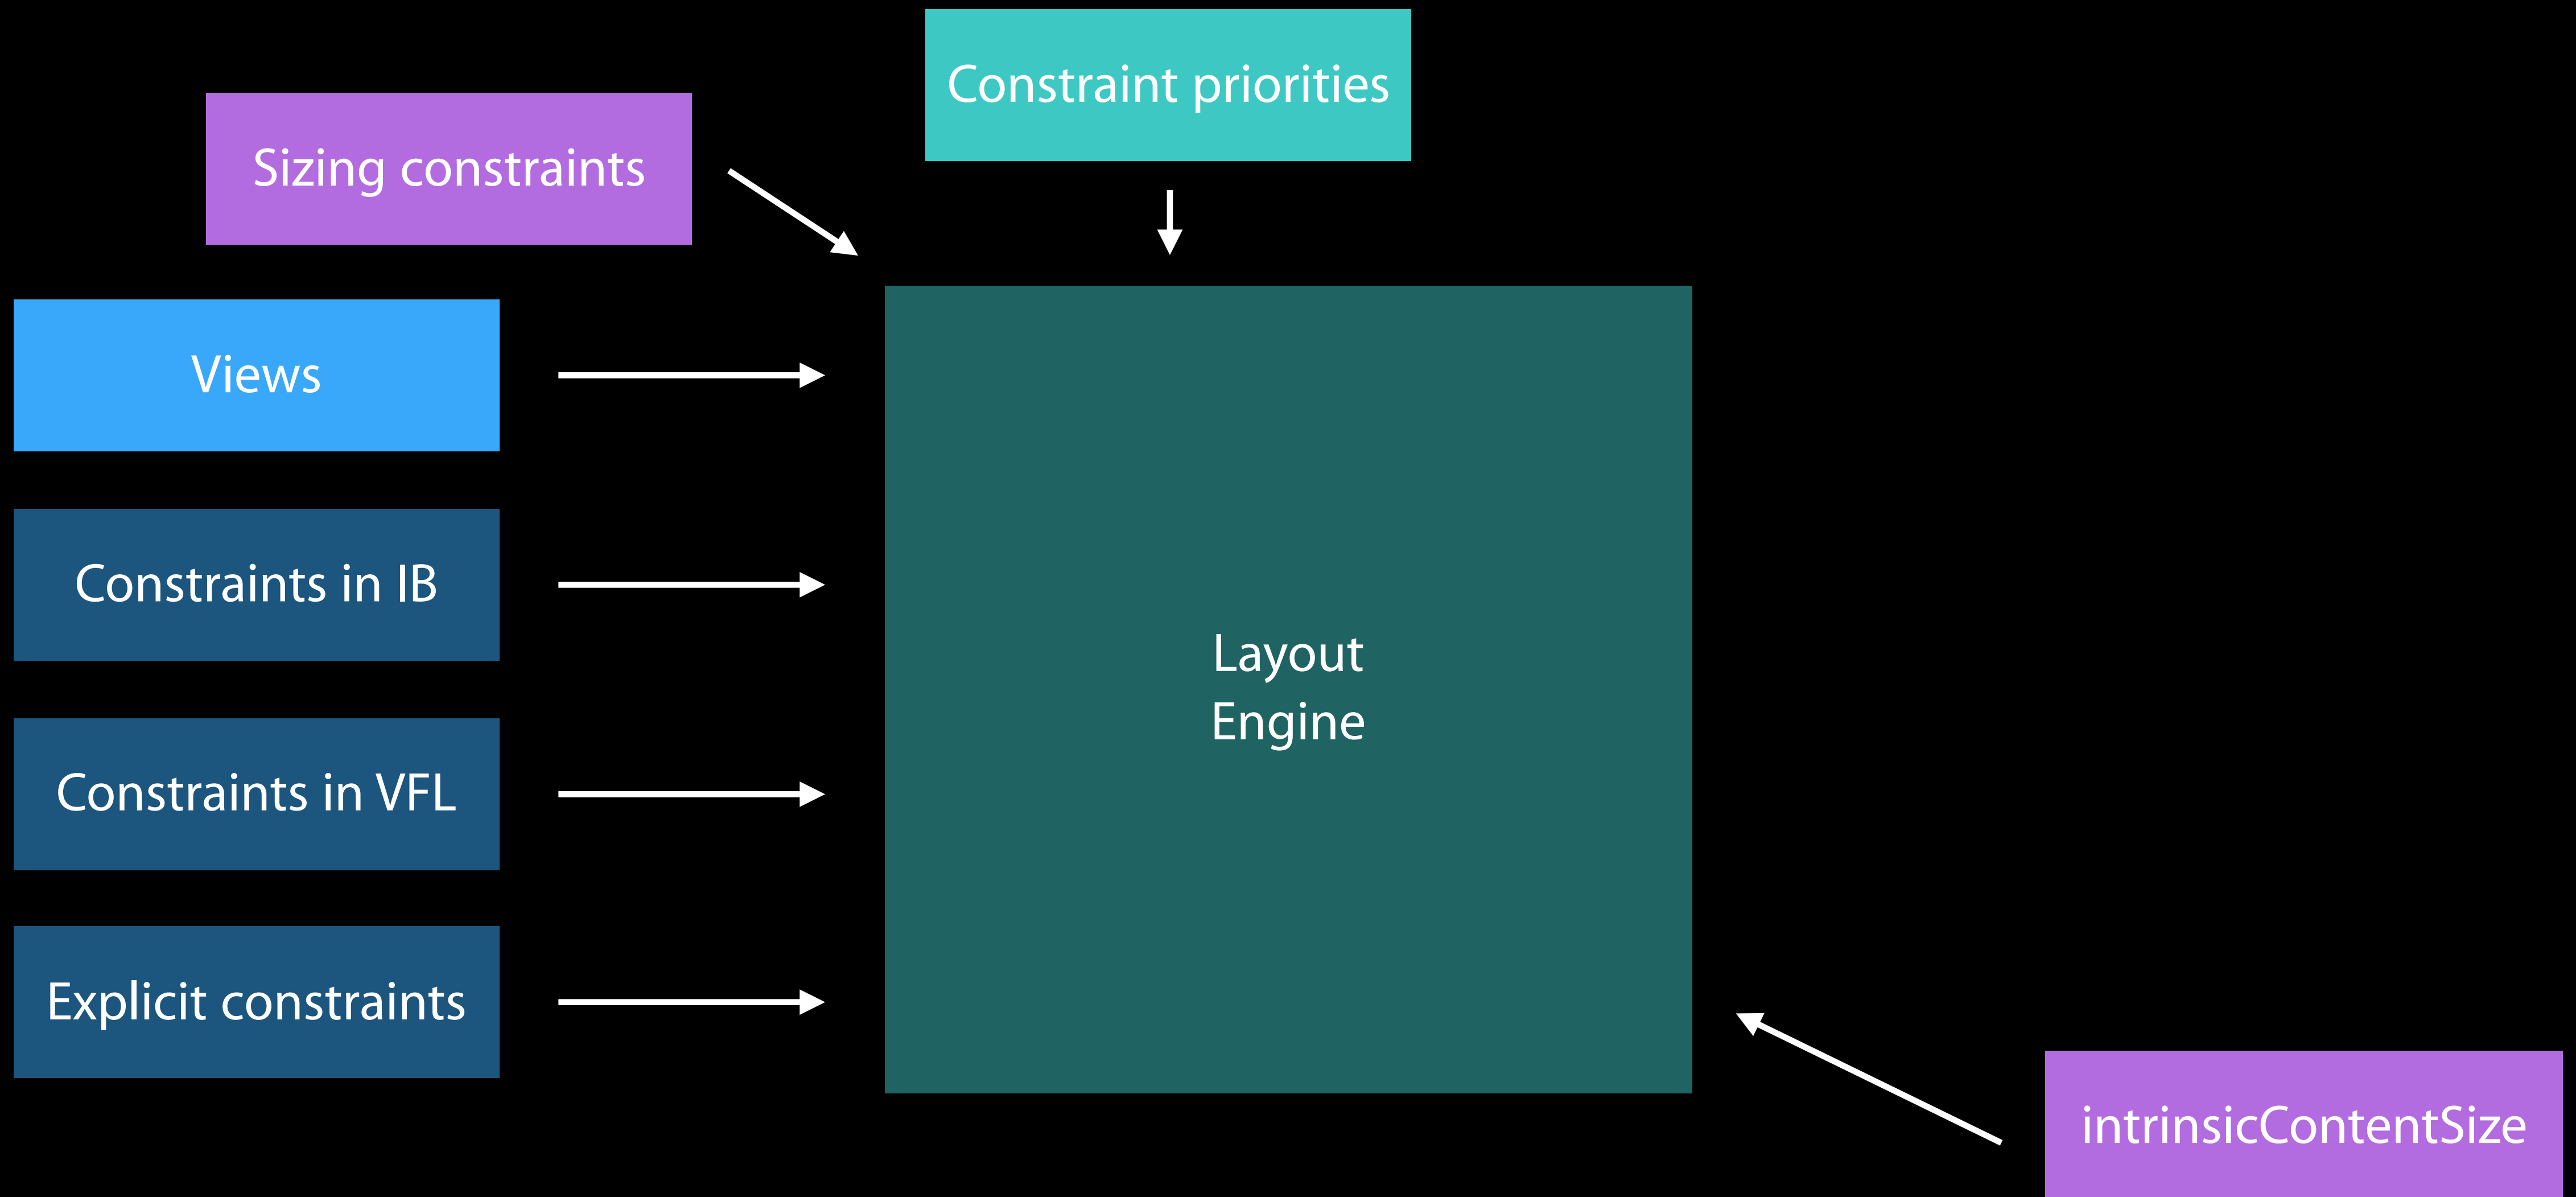 Constraint priorities
Sizing constraints
Views
Constraints in IB
Constraints in VFL
Explicit constraints
Layout
Engine
intrinsicContentSize